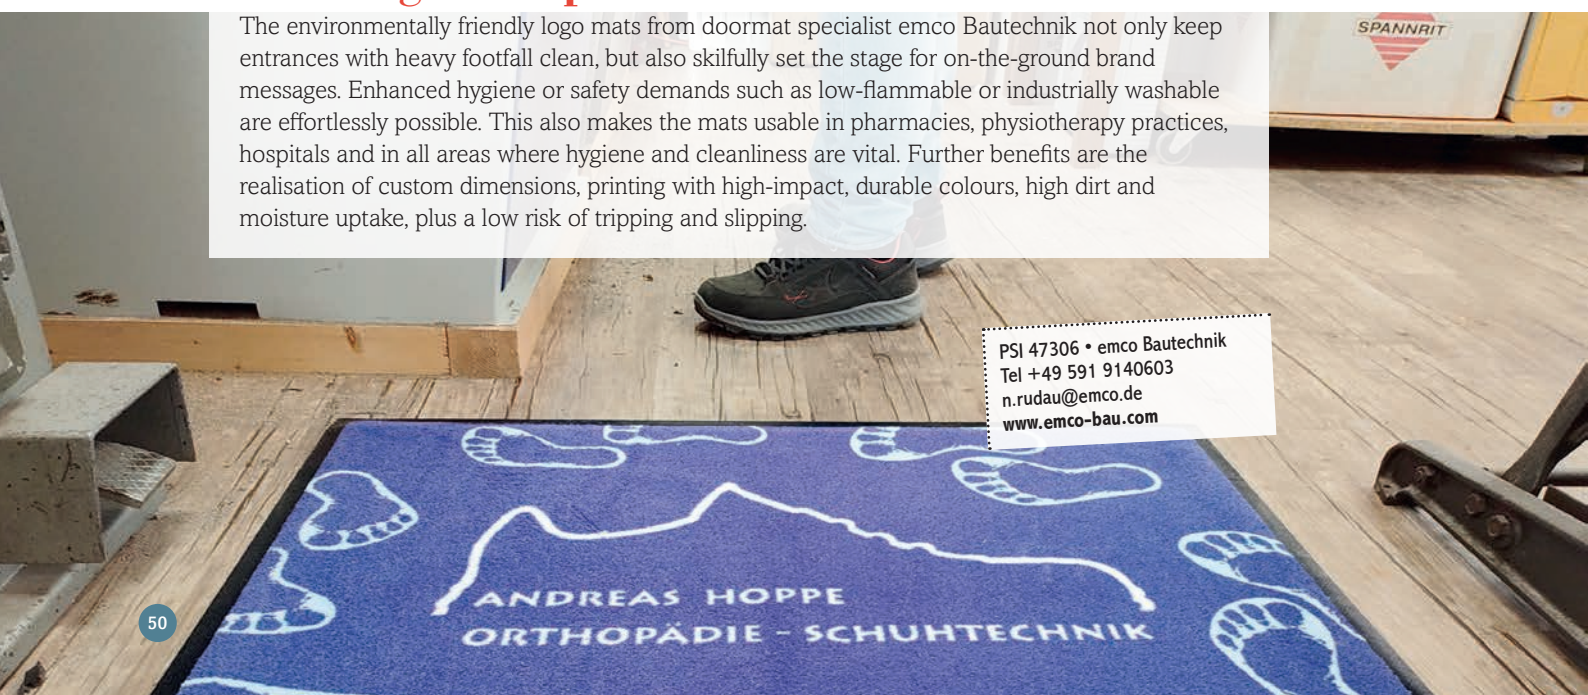 The environmentally friendly logo mats from doormat specialist emco Bautechnik not only keep
entrances with heavy footfall clean, but also skilfully set the stage for on-the-ground brand
messages. Enhanced hygiene or safety demands such as low-flammable or industrially washable
are effortlessly possible. This also makes the mats usable in pharmacies, physiotherapy practices,
hospitals and in all areas where hygiene and cleanliness are vital. Further benefits are the
realisation of custom dimensions, printing with high-impact, durable colours, high dirt and
moisture uptake, plus a low risk of tripping and slipping.
SPANNRIT
PSI 47306 • emco Bautechnik
Tel +49 591 9140603
n.rudau@emco.de
www.emco-bau.com
ANDREAS HOPPE
ORTHOPÄDIE - SCHUHTECHNIK
50